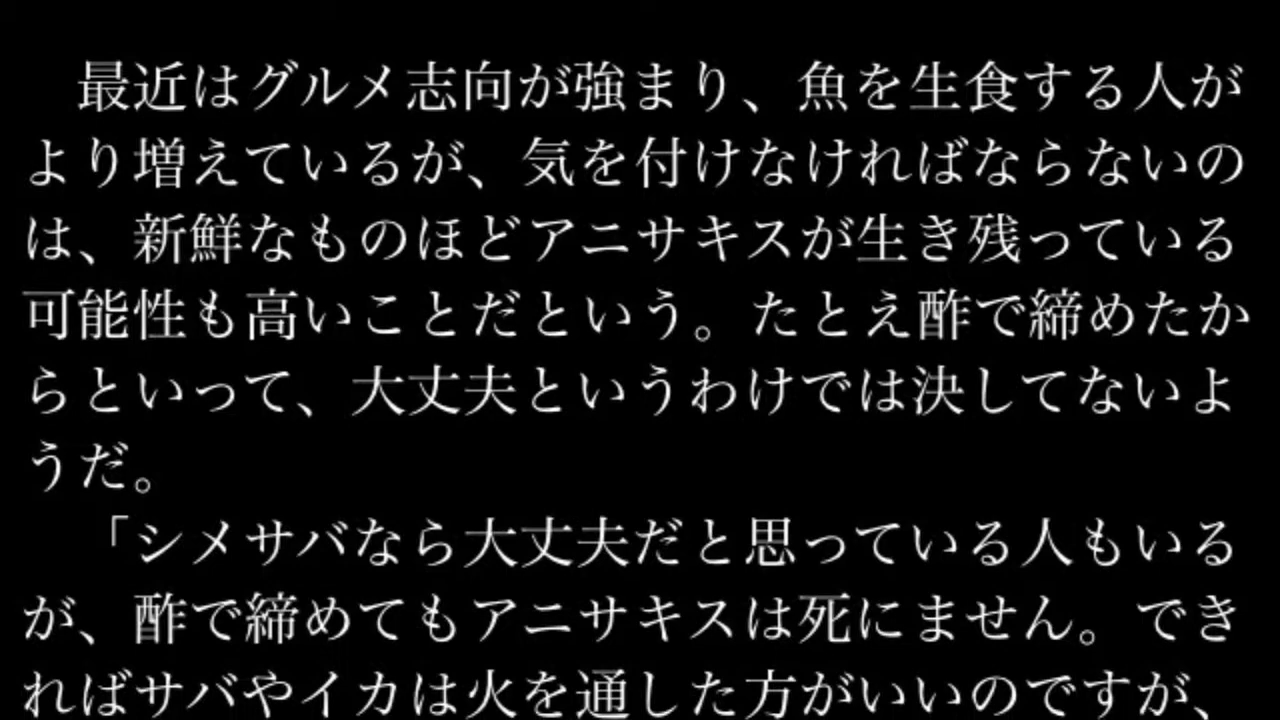 最近はグルメ志向が強まり、魚を生食する人が
より増えているが、気を付けなければならないの
は、新鮮なものほどアニサキスが生き残っている
可能性も高いことだという。たとえ酢で締めたか
らといって、大丈夫というわけでは決してないよ
うだ。
　「シメサバなら大丈夫だと思っている人もいる
が、酢で締めてもアニサキスは死にません。でき
ればサバやイカは火を通した方がいいのですが、